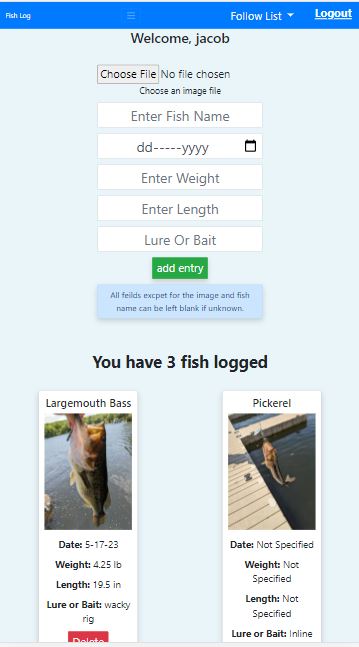 Fish Log
Follow List
Logout
Welcome, jacob
Choose File No file chosen
Choose an image file
Enter Fish Name
dd-----yyyy
Enter Weight
Enter Length
Lure Or Bait
add entry
All feilds excpet for the image and fish
name can be left blank if unknown.
You have 3 fish logged
Largemouth Bass
Date: 5-17-23
Weight: 4.25 lb
Length: 19.5 in
Lure or Bait: wacky
rig
Delete
Pickerel
Date: Not Specified
Weight: Not
Specified
Length: Not
Specified
Lure or Bait: Inline